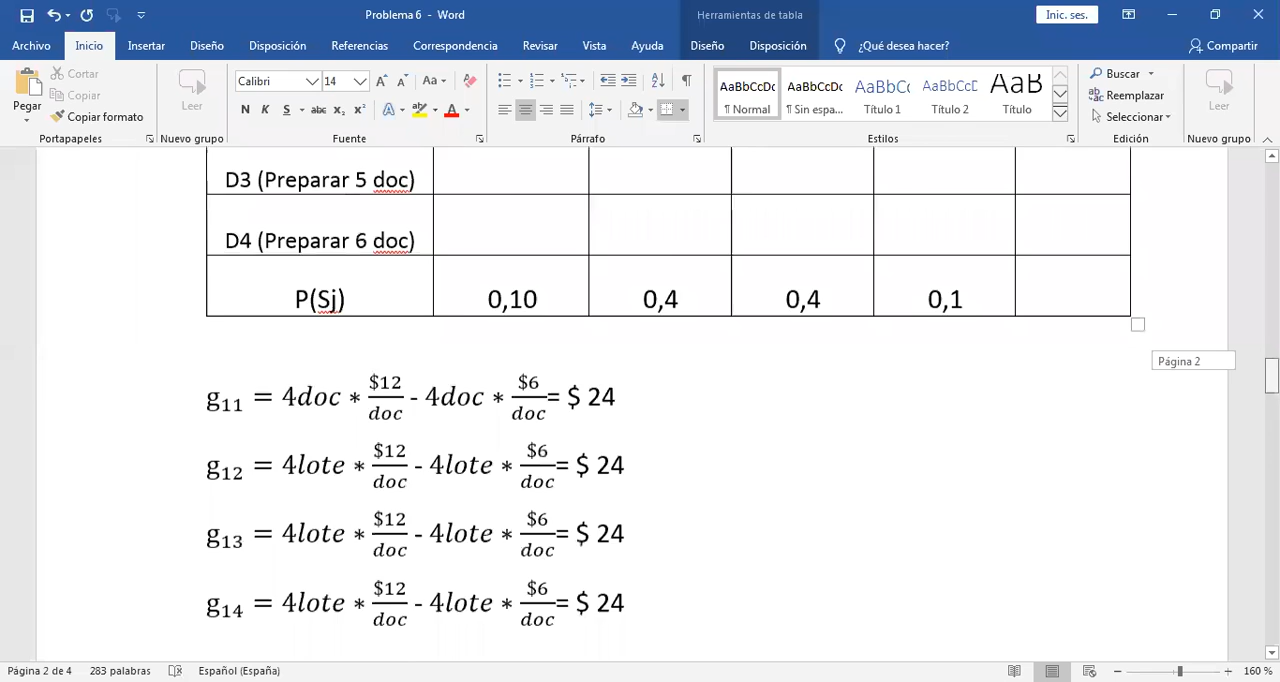 Problema 6 - Word
Herramientas de tabla
Inic. ses.
Archivo Inicio Insertar Diseño Disposición Referencias Correspondencia Revisar Vista Ayuda Diseño Disposición ¿Qué desea hacer? Compartir
Pegar
Cortar
Copiar
Copiar formato
Portapapeles
Leer
Nuevo grupo
Calibri 14
N K S abc x₂ x²
Fuente
Párrafo
AaBbCcDc AaBbCcDc AaBbCc AaBbCcD AaB
¶ Normal ¶ Sin espa... Título 1 Título 2 Título
Estilos
Buscar
Reemplazar
Seleccionar
Edición
Leer
Nuevo grupo
D3 (Preparar 5 doc)
D4 (Preparar 6 doc)
P(Sj) 0,10 0,4 0,4 0,1
Página 2
g₁₁ = 4doc * $12/doc - 4doc * $6/doc = $ 24
g₁₂ = 4lote * $12/doc - 4lote * $6/doc = $ 24
g₁₃ = 4lote * $12/doc - 4lote * $6/doc = $ 24
g₁₄ = 4lote * $12/doc - 4lote * $6/doc = $ 24
Página 2 de 4 283 palabras Español (España) 160 %